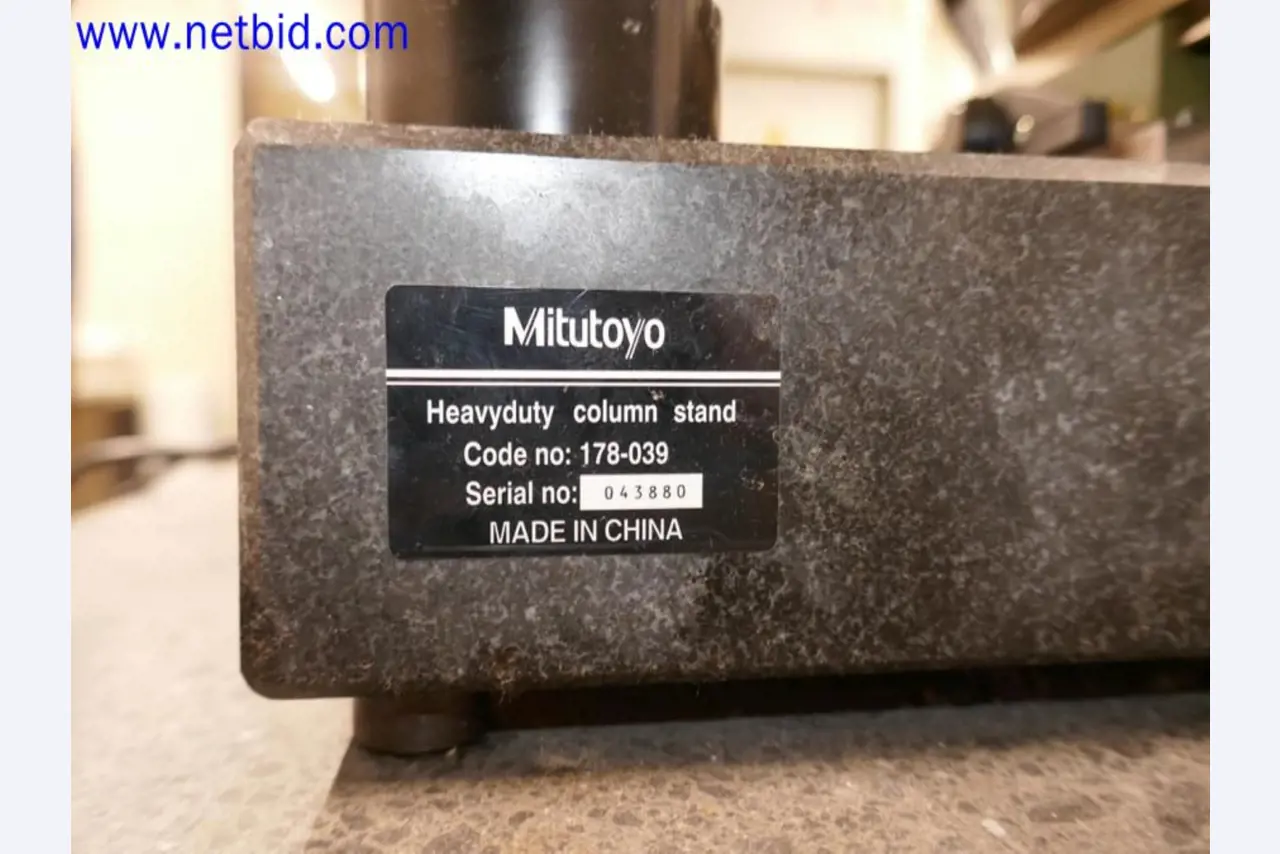 www.netbid.com
Mitutoyo
Heavyduty column stand
Code no: 178-039
Serial no: 043880
MADE IN CHINA